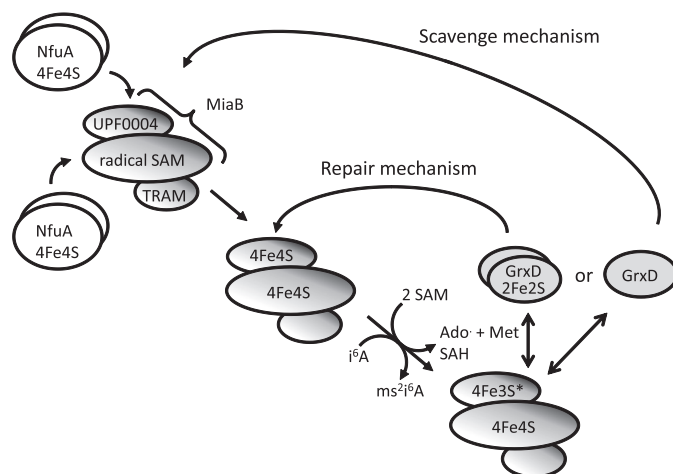 Scavenge mechanism
NfuA
4Fe4S
MiaB
UPF0004
radical SAM
TRAM
NfuA
4Fe4S
Repair mechanism
4Fe4S
4Fe4S
GrxD
2Fe2S
or
GrxD
2 SAM
i⁶A
Ado· + Met
SAH
ms²i⁶A
4Fe3S*
4Fe4S